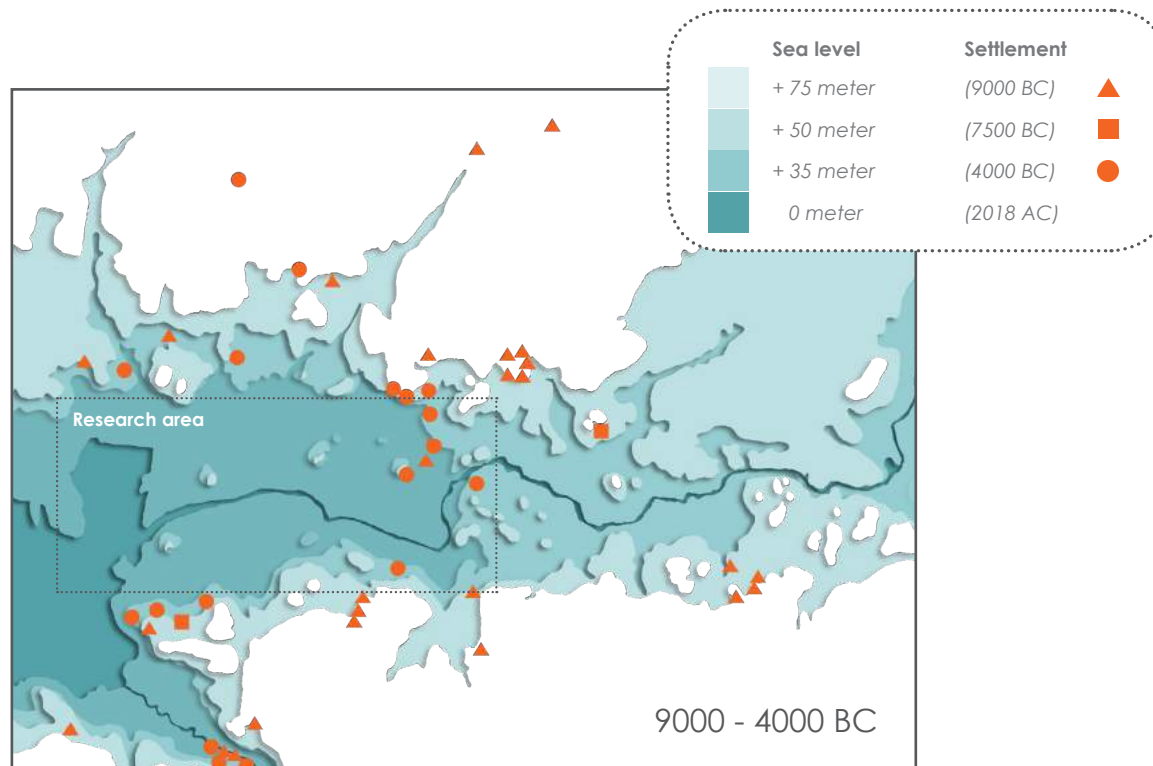 Sea level Settlement
+ 75 meter (9000 BC)
+ 50 meter (7500 BC)
+ 35 meter (4000 BC)
0 meter (2018 AC)
Research area
9000 - 4000 BC